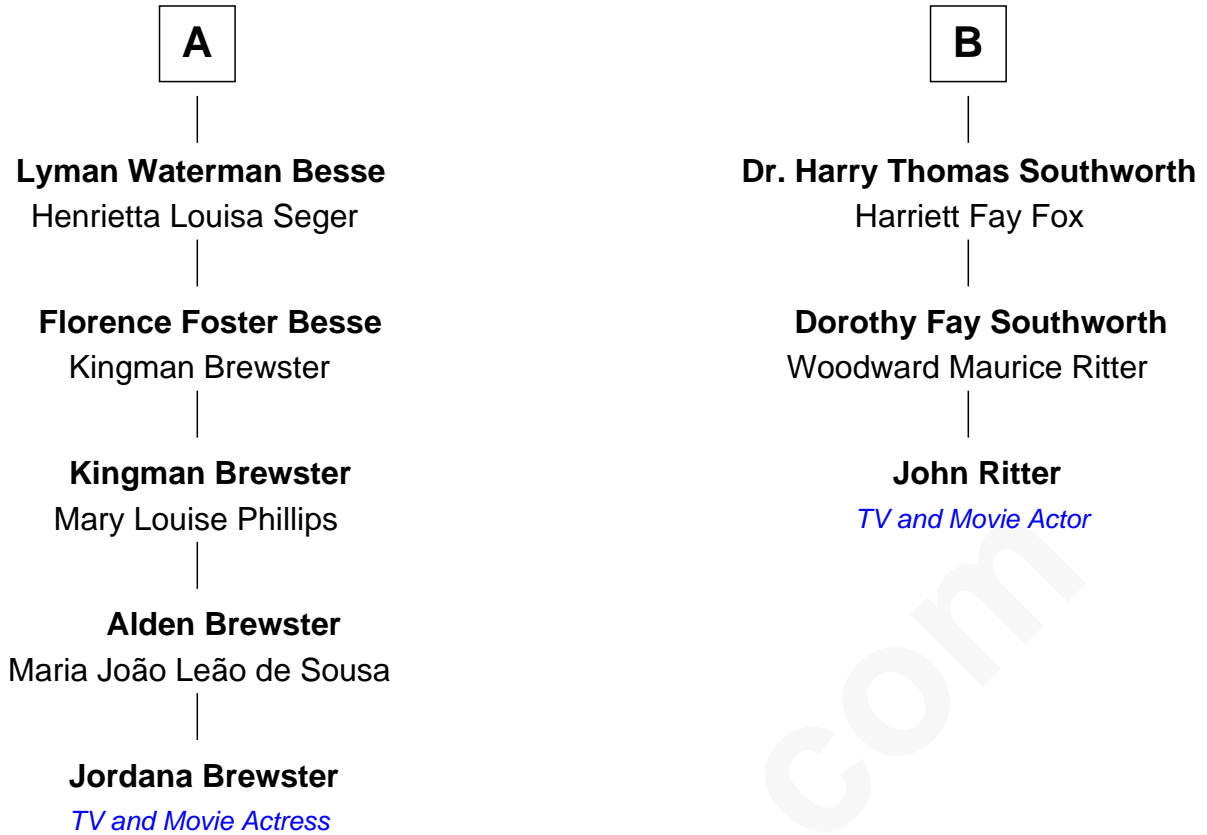 A
Lyman Waterman Besse
Henrietta Louisa Seger
Florence Foster Besse
Kingman Brewster
Kingman Brewster
Mary Louise Phillips
Alden Brewster
Maria João Leão de Sousa
Jordana Brewster
TV and Movie Actress
B
Dr. Harry Thomas Southworth
Harriett Fay Fox
Dorothy Fay Southworth
Woodward Maurice Ritter
John Ritter
TV and Movie Actor
com